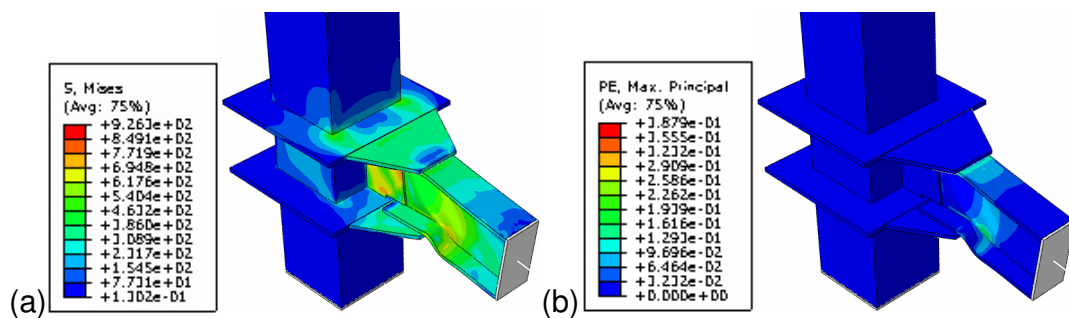 (a)
S, Mises
(Avg: 75%)
+9.263e+02
+8.491e+02
+7.719e+02
+6.948e+02
+6.176e+02
+5.404e+02
+4.632e+02
+3.860e+02
+3.089e+02
+2.317e+02
+1.545e+02
+7.731e+01
+1.302e-01
(b)
PE, Max. Principal
(Avg: 75%)
+3.879e-01
+3.555e-01
+3.232e-01
+2.909e-01
+2.586e-01
+2.262e-01
+1.939e-01
+1.616e-01
+1.293e-01
+9.696e-02
+6.464e-02
+3.232e-02
+0.000e+00